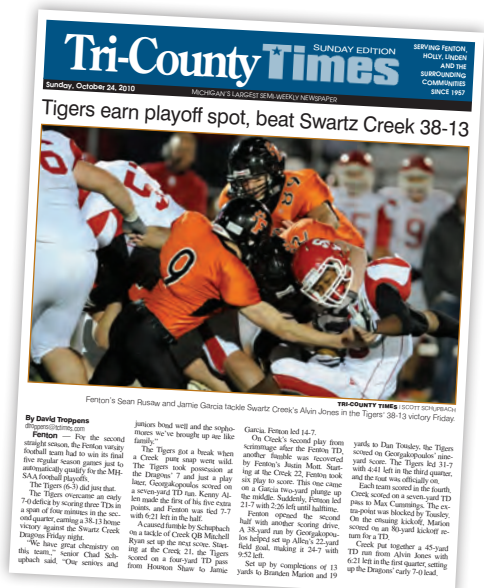 SUNDAY EDITION
Tri-County Times
SERVING FENTON,
HOLLY, LINDEN
AND THE
SURROUNDING
COMMUNITIES
SINCE 1957
Sunday, October 24, 2010
MICHIGAN'S LARGEST SEMI-WEEKLY NEWSPAPER
Tigers earn playoff spot, beat Swartz Creek 38-13
TRI-COUNTY TIMES | SCOTT SCHUPBACH
Fenton's Sean Rusaw and Jamie Garcia tackle Swartz Creek's Alvin Jones in the Tigers' 38-13 victory Friday.
By David Troppens
dtroppens@tctimes.com
Fenton — For the second
straight season, the Fenton varsity
football team had to win its final
five regular season games just to
automatically qualify for the MH-
SAA football playoffs.
The Tigers (6-3) did just that.
The Tigers overcame an early
7-0 deficit by scoring three TDs in
a span of four minutes in the sec-
ond quarter, earning a 38-13 home
victory against the Swartz Creek
Dragons Friday night.
"We have great chemistry on
this team," senior Chad Sch-
upbach said. "Our seniors and
juniors bond well and the sopho-
mores we've brought up are like
family."
The Tigers got a break when
a Creek punt snap went wild.
The Tigers took possession at
the Dragons' 7 and just a play
later, Georgakopoulos scored on
a seven-yard TD run. Kenny Al-
len made the first of his five extra
points, and Fenton was tied 7-7
with 6:21 left in the half.
A caused fumble by Schupbach
on a tackle of Creek QB Mitchell
Ryan set up the next score. Start-
ing at the Creek 21, the Tigers
scored on a four-yard TD pass
from Houston Shaw to Jamie
Garcia. Fenton led 14-7.
On Creek's second play from
scrimmage after the Fenton TD,
another fumble was recovered
by Fenton's Justin Mott. Start-
ing at the Creek 22, Fenton took
six play to score. This one came
on a Garcia two-yard plunge up
the middle. Suddenly, Fenton led
21-7 with 2:26 left until halftime.
Fenton opened the second
half with another scoring drive.
A 38-yard run by Georgakopou-
los helped set up Allen's 22-yard
field goal, making it 24-7 with
9:52 left.
Set up by completions of 13
yards to Branden Marion and 19
yards to Dan Tousley, the Tigers
scored on Georgakopoulos' nine-
yard score. The Tigers led 31-7
with 4:41 left in the third quarter,
and the rout was officially on.
Each team scored in the fourth.
Creek scored on a seven-yard TD
pass to Max Cummings. The ex-
tra-point was blocked by Tousley.
On the ensuing kickoff, Marion
scored on an 80-yard kickoff re-
turn for a TD.
Creek put together a 45-yard
TD run from Alvin Jones with
6:21 left in the first quarter, setting
up the Dragons' early 7-0 lead.